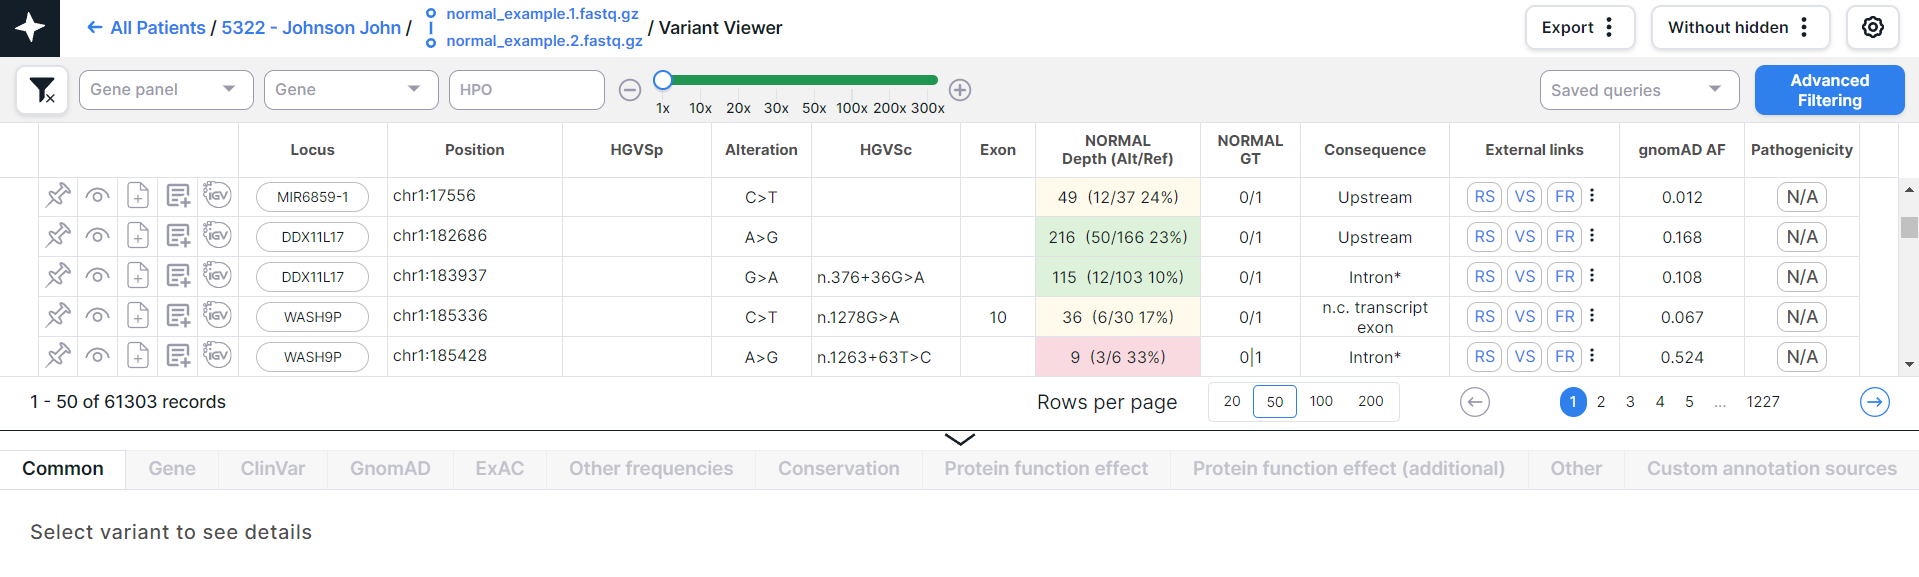 All Patients / 5322 - Johnson John / normal_example.1.fastq.gz normal_example.2.fastq.gz / Variant Viewer Export Without hidden
Gene panel Gene HPO 1x 10x 20x 30x 50x 100x 200x 300x Saved queries Advanced Filtering
Locus Position HGVSp Alteration HGVSc Exon NORMAL Depth (Alt/Ref) NORMAL GT Consequence External links gnomAD AF Pathogenicity
IGV MIR6859-1 chr1:17556 C>T 49 (12/37 24%) 0/1 Upstream RS VS FR 0.012 N/A
IGV DDX11L17 chr1:182686 A>G 216 (50/166 23%) 0/1 Upstream RS VS FR 0.168 N/A
IGV DDX11L17 chr1:183937 G>A n.376+36G>A 115 (12/103 10%) 0/1 Intron* RS VS FR 0.108 N/A
IGV WASH9P chr1:185336 C>T n.1278G>A 10 36 (6/30 17%) 0/1 n.c. transcript exon RS VS FR 0.067 N/A
IGV WASH9P chr1:185428 A>G n.1263+63T>C 9 (3/6 33%) 0|1 Intron* RS VS FR 0.524 N/A
1 - 50 of 61303 records Rows per page 20 50 100 200 1 2 3 4 5 ... 1227
Common Gene ClinVar GnomAD ExAC Other frequencies Conservation Protein function effect Protein function effect (additional) Other Custom annotation sources
Select variant to see details